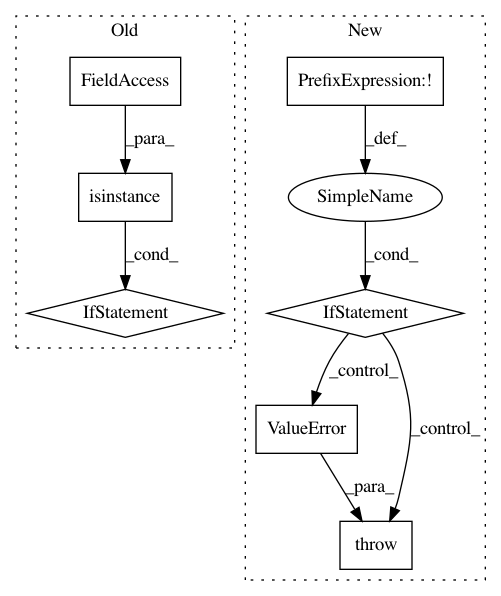 Old
New
FieldAccess
PrefixExpression:!
_para_
_def_
isinstance
SimpleName
_cond_
_cond_
IfStatement
IfStatement
_control_
ValueError
_control_
_para_
throw